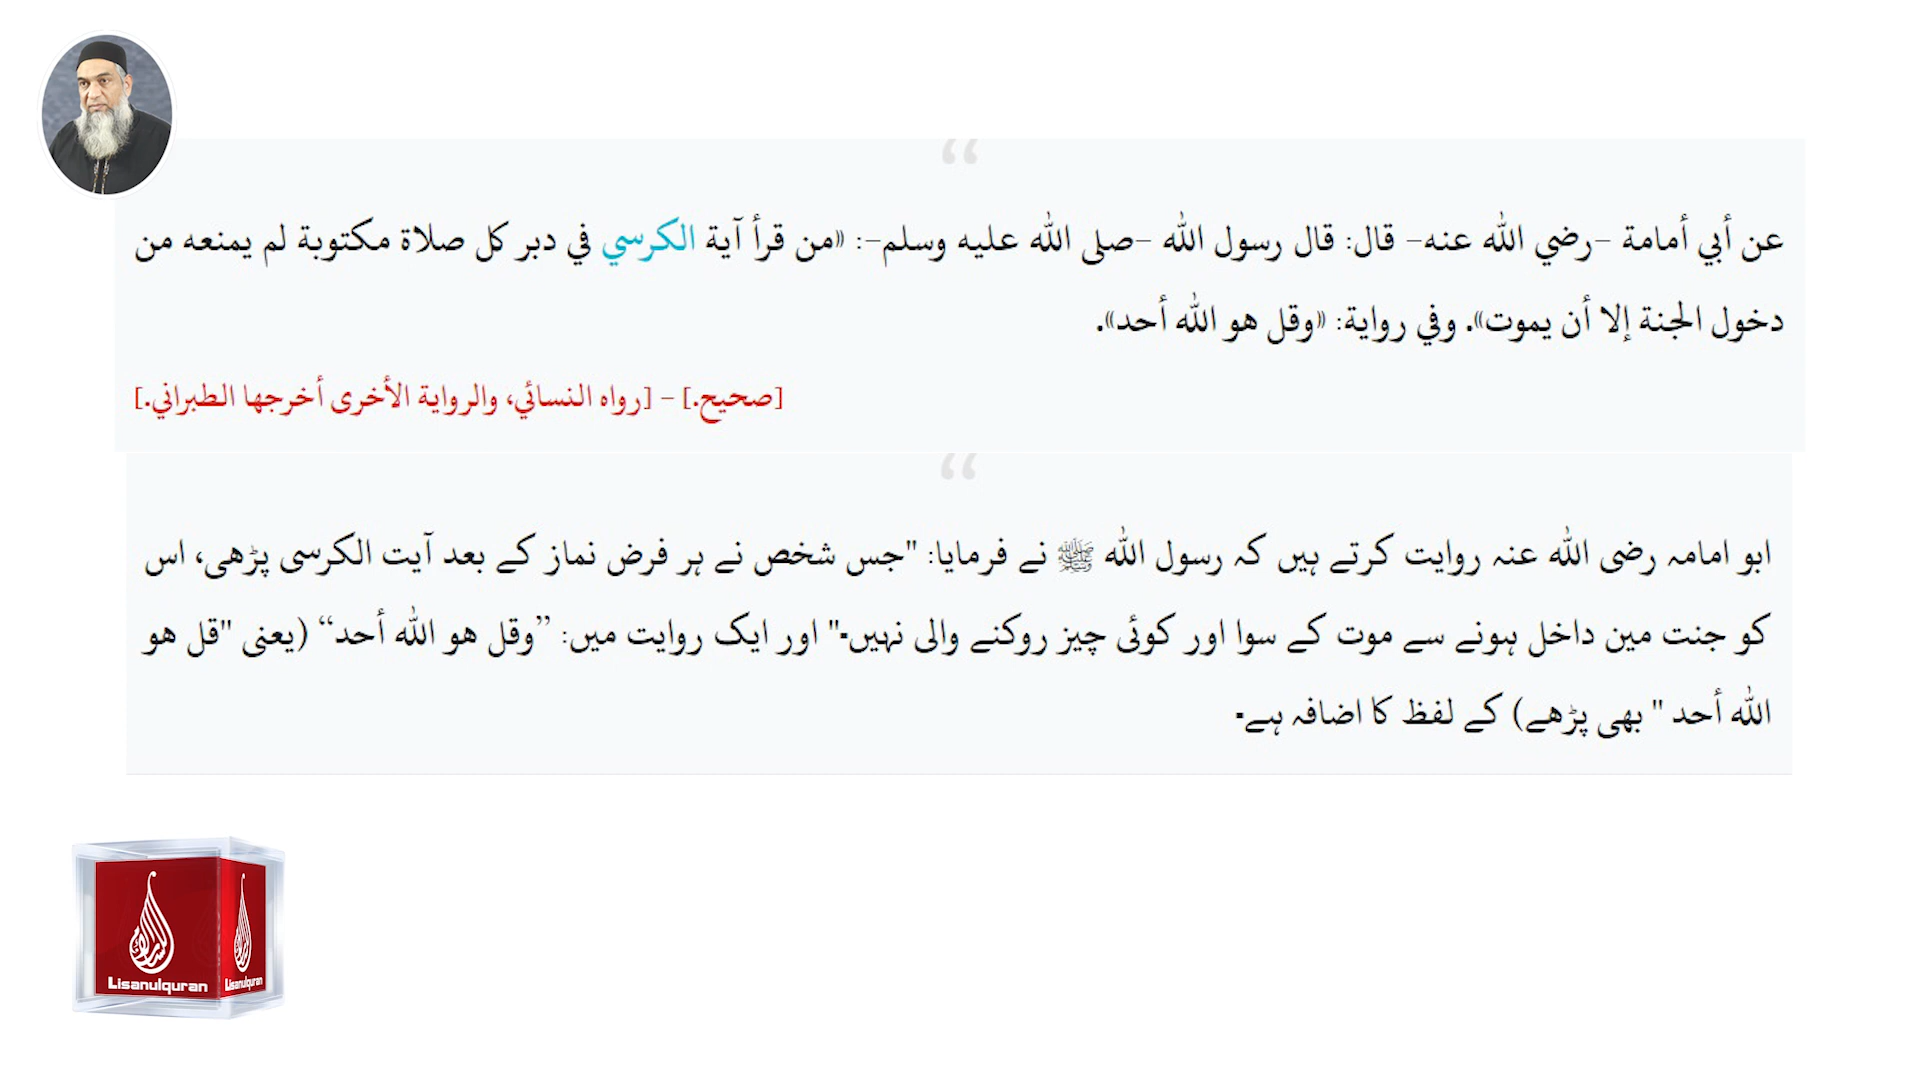 عن أبي أمامة -رضي الله عنه- قال: قال رسول الله -صلى الله عليه وسلم-: «من قرأ آية الكرسي في دبر كل صلاة مكتوبة لم يمنعه من
دخول الجنة إلا أن يموت». وفي رواية: «وقل هو الله أحد».
[صحيح.] - [رواه النسائي، والرواية الأخرى أخرجها الطبراني.]
ابو امامہ رضی اللہ عنہ روایت کرتے ہیں کہ رسول اللہ ﷺ نے فرمایا: "جس شخص نے ہر فرض نماز کے بعد آیت الکرسی پڑھی، اس
کو جنت مین داخل ہونے سے موت کے سوا اور کوئی چیز روکنے والی نہیں۔" اور ایک روایت میں: ”وقل هو الله أحد“ (یعنی "قل هو
الله أحد " بھی پڑھے) کے لفظ کا اضافہ ہے۔
Lisanulquran
Lisanulquran